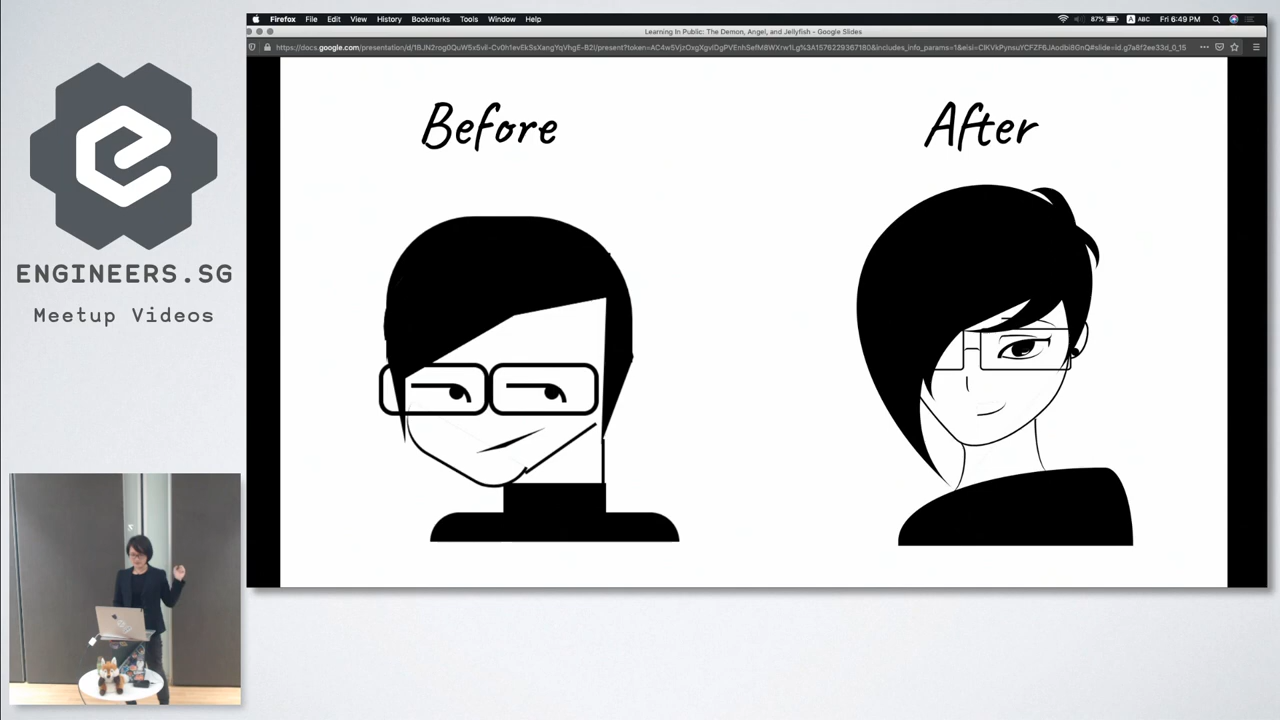 Firefox File Edit View History Bookmarks Tools Window Help 87% A ABC Fri 6:49 PM
Learning In Public: The Demon, Angel, and Jellyfish - Google Slides
Before
After
ENGINEERS.SG
Meetup Videos